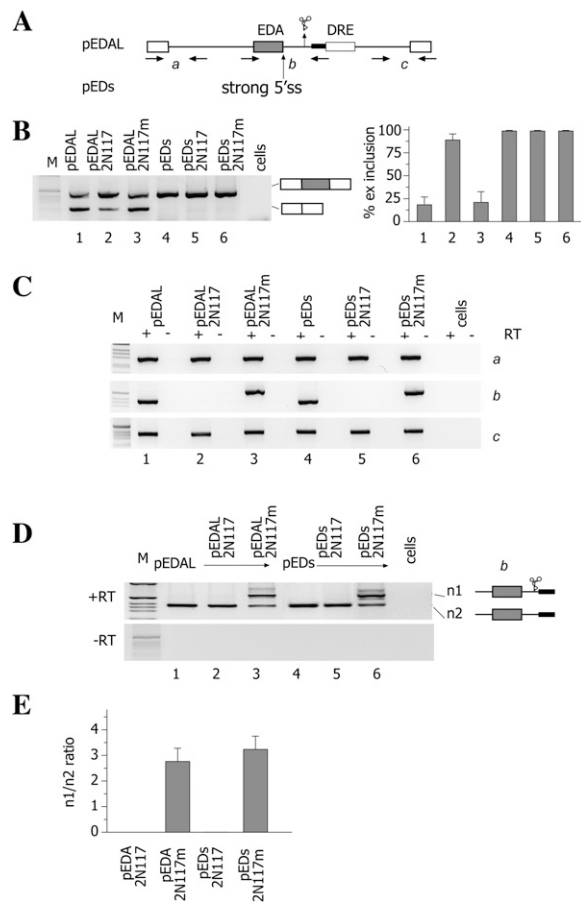 A
pEDAL
EDA
DRE
a
b
c
pEDs
strong 5'ss
B
M
pEDAL
pEDAL 2N117
pEDAL 2N117m
pEDs
pEDs 2N117
pEDs 2N117m
cells
1 2 3 4 5 6
% ex inclusion
100
75
50
25
0
1 2 3 4 5 6
C
M
pEDAL
pEDAL 2N117
pEDAL 2N117m
pEDs
pEDs 2N117
pEDs 2N117m
cells
+ - + - + - + - + - + - + - RT
a
b
c
1 2 3 4 5 6
D
M
pEDAL
pEDAL 2N117
pEDAL 2N117m
pEDs
pEDs 2N117
pEDs 2N117m
cells
b
+RT
n1
n2
-RT
1 2 3 4 5 6
E
n1/n2 ratio
4
3
2
1
0
pEDA 2N117
pEDA 2N117m
pEDs 2N117
pEDs 2N117m